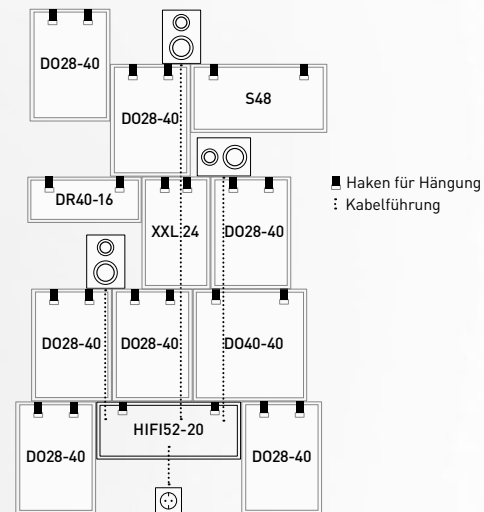 DO28-40
DO28-40
S48
DR40-16
XXL 24
DO28-40
Haken für Hängung
Kabelführung
DO28-40
DO28-40
DO40-40
DO28-40
HIFI52-20
DO28-40